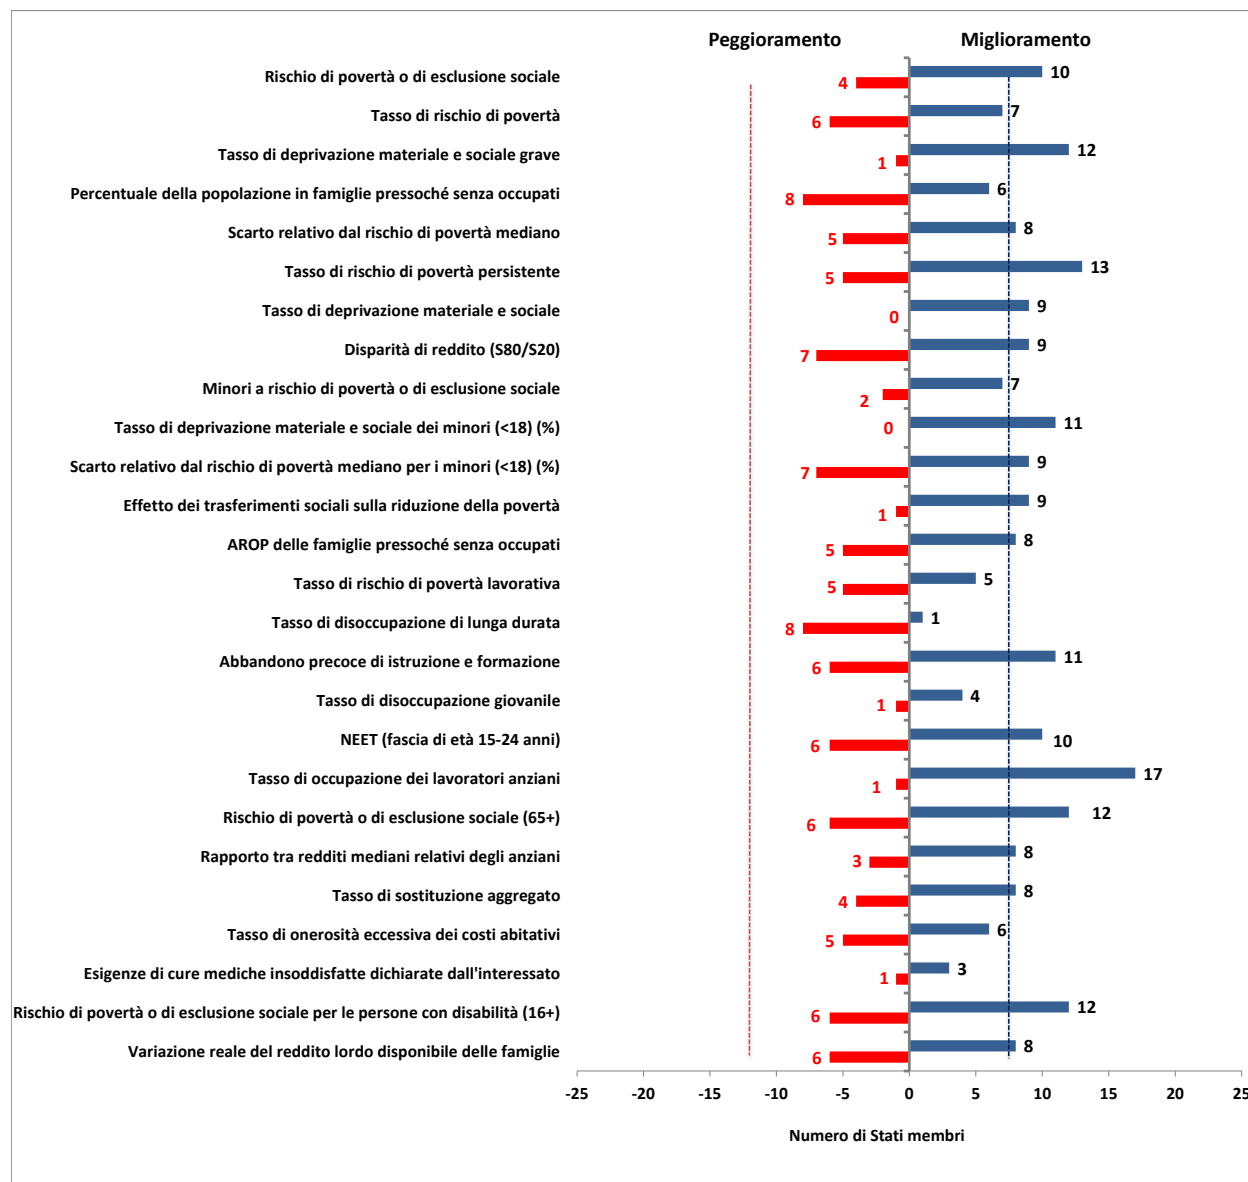 Peggioramento Miglioramento
Rischio di povertà o di esclusione sociale 4 10
Tasso di rischio di povertà 6 7
Tasso di deprivazione materiale e sociale grave 1 12
Percentuale della popolazione in famiglie pressoché senza occupati 8 6
Scarto relativo dal rischio di povertà mediano 5 8
Tasso di rischio di povertà persistente 5 13
Tasso di deprivazione materiale e sociale 0 9
Disparità di reddito (S80/S20) 7 9
Minori a rischio di povertà o di esclusione sociale 2 7
Tasso di deprivazione materiale e sociale dei minori (<18) (%) 0 11
Scarto relativo dal rischio di povertà mediano per i minori (<18) (%) 7 9
Effetto dei trasferimenti sociali sulla riduzione della povertà 1 9
AROP delle famiglie pressoché senza occupati 5 8
Tasso di rischio di povertà lavorativa 5 5
Tasso di disoccupazione di lunga durata 8 1
Abbandono precoce di istruzione e formazione 6 11
Tasso di disoccupazione giovanile 1 4
NEET (fascia di età 15-24 anni) 6 10
Tasso di occupazione dei lavoratori anziani 1 17
Rischio di povertà o di esclusione sociale (65+) 6 12
Rapporto tra redditi mediani relativi degli anziani 3 8
Tasso di sostituzione aggregato 4 8
Tasso di onerosità eccessiva dei costi abitativi 5 6
Esigenze di cure mediche insoddisfatte dichiarate dall'interessato 1 3
Rischio di povertà o di esclusione sociale per le persone con disabilità (16+) 6 12
Variazione reale del reddito lordo disponibile delle famiglie 6 8
-25 -20 -15 -10 -5 0 5 10 15 20 25
Numero di Stati membri